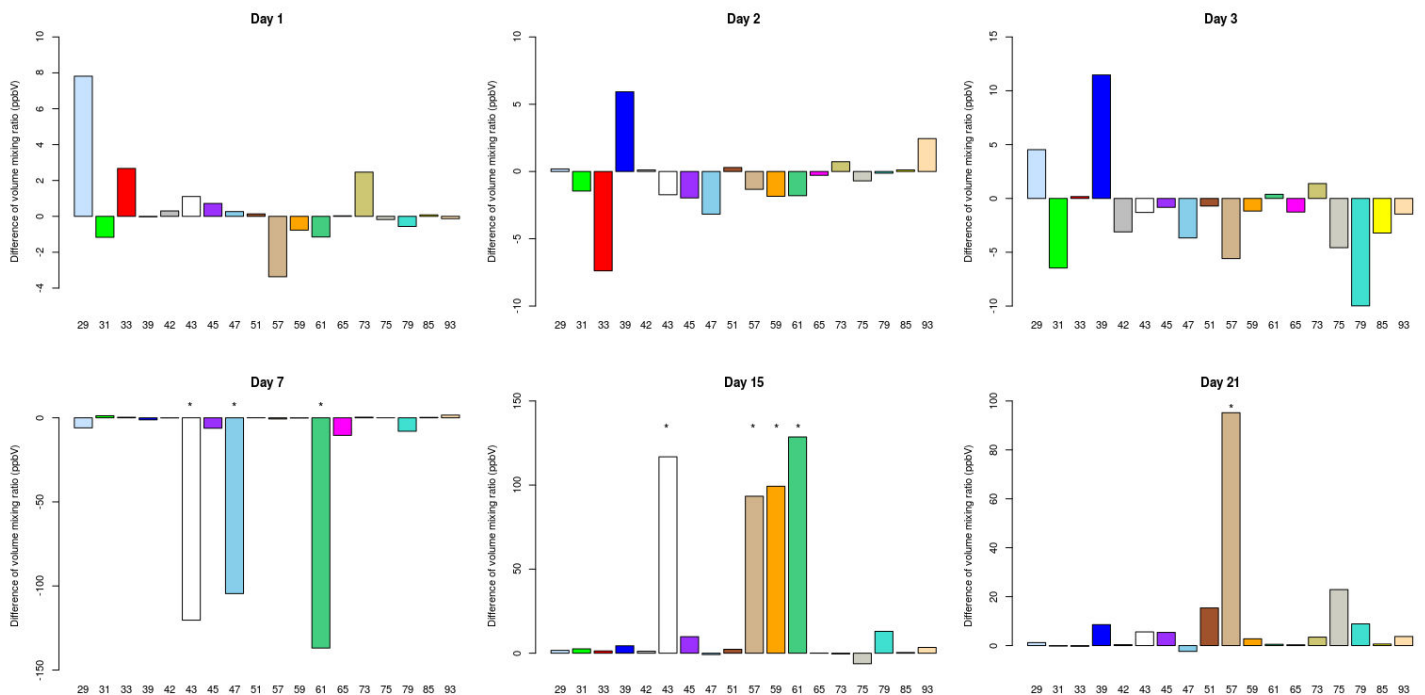 Day 1
Difference of volume mixing ratio (ppbV)
10
8
6
4
2
0
-2
-4
29 31 33 39 42 43 45 47 51 57 59 61 65 73 75 79 85 93
Day 2
Difference of volume mixing ratio (ppbV)
10
5
0
-5
-10
29 31 33 39 42 43 45 47 51 57 59 61 65 73 75 79 85 93
Day 3
Difference of volume mixing ratio (ppbV)
15
10
5
0
-5
-10
29 31 33 39 42 43 45 47 51 57 59 61 65 73 75 79 85 93
Day 7
Difference of volume mixing ratio (ppbV)
* * *
0
-50
-100
-150
29 31 33 39 42 43 45 47 51 57 59 61 65 73 75 79 85 93
Day 15
Difference of volume mixing ratio (ppbV)
150
* * * *
100
50
0
29 31 33 39 42 43 45 47 51 57 59 61 65 73 75 79 85 93
Day 21
Difference of volume mixing ratio (ppbV)
*
100
80
60
40
20
0
29 31 33 39 42 43 45 47 51 57 59 61 65 73 75 79 85 93